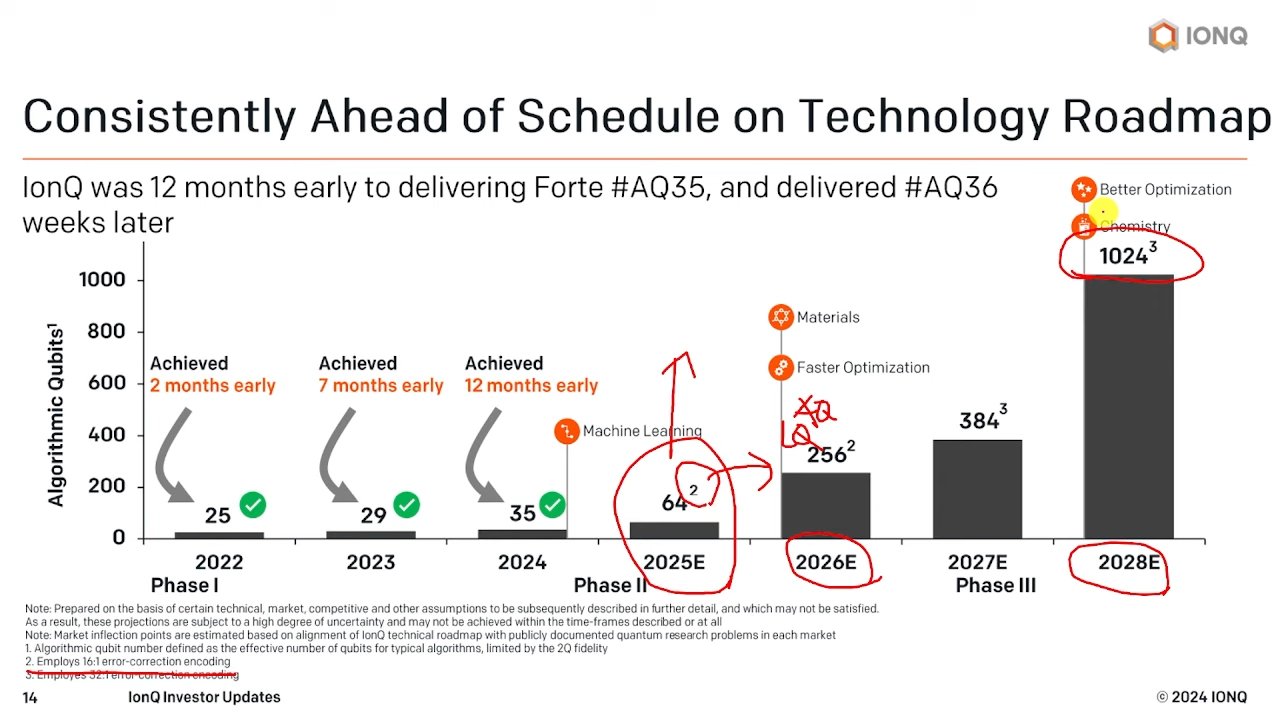 IONQ
Consistently Ahead of Schedule on Technology Roadmap
IonQ was 12 months early to delivering Forte #AQ35, and delivered #AQ36
weeks later
Better Optimization
Chemistry
1024³
1000
800
600
400
200
0
Algorithmic Qubits¹
Materials
Faster Optimization
Achieved
2 months early
Achieved
7 months early
Achieved
12 months early
Machine Learning
AQ
LQ
25
29
35
64²
256²
384³
2022
2023
2024
2025E
2026E
2027E
2028E
Phase I
Phase II
Phase III
Note: Prepared on the basis of certain technical, market, competitive and other assumptions to be subsequently described in further detail, and which may not be satisfied.
As a result, these projections are subject to a high degree of uncertainty and may not be achieved within the time-frames described or at all
Note: Market inflection points are estimated based on alignment of IonQ technical roadmap with publicly documented quantum research problems in each market
1. Algorithmic qubit number defined as the effective number of qubits for typical algorithms, limited by the 2Q fidelity
2. Employs 16:1 error-correction encoding
3. Employes 32:1 error-correction encoding
14
IonQ Investor Updates
© 2024 IONQ